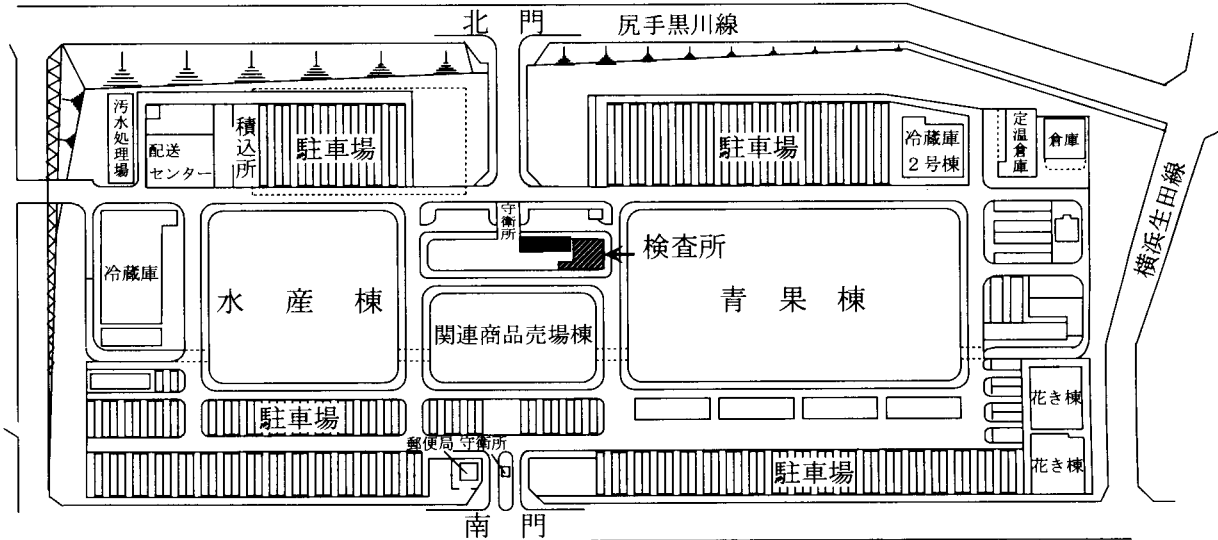 北門
尻手黒川線
汚水処理場
配送
センター
積込所
駐車場
駐車場
冷蔵庫
2号棟
定温倉庫
倉庫
横浜生田線
守衛所
検査所
冷蔵庫
水産棟
関連商品売場棟
青果棟
駐車場
花き棟
郵便局
守衛所
駐車場
花き棟
南門